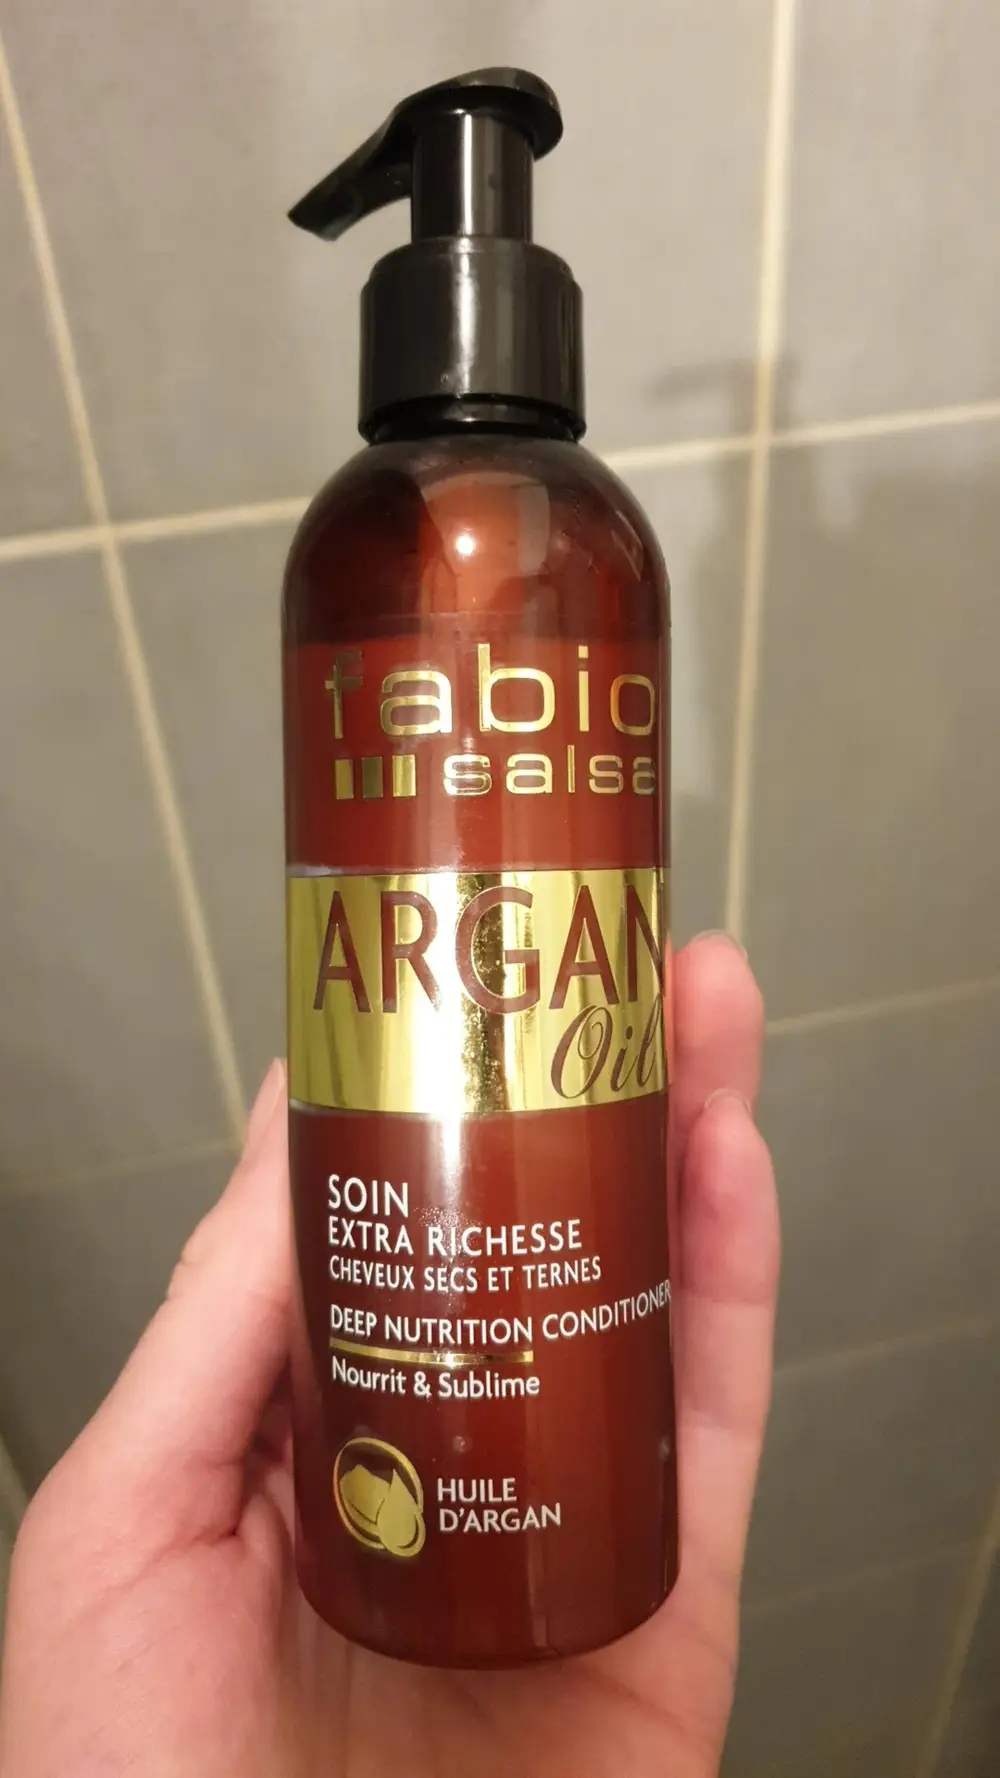 fabio
salsa
ARGAN
Oil
SOIN
EXTRA RICHESSE
CHEVEUX SECS ET TERNES
DEEP NUTRITION CONDITIONER
Nourrit & Sublime
HUILE
D'ARGAN